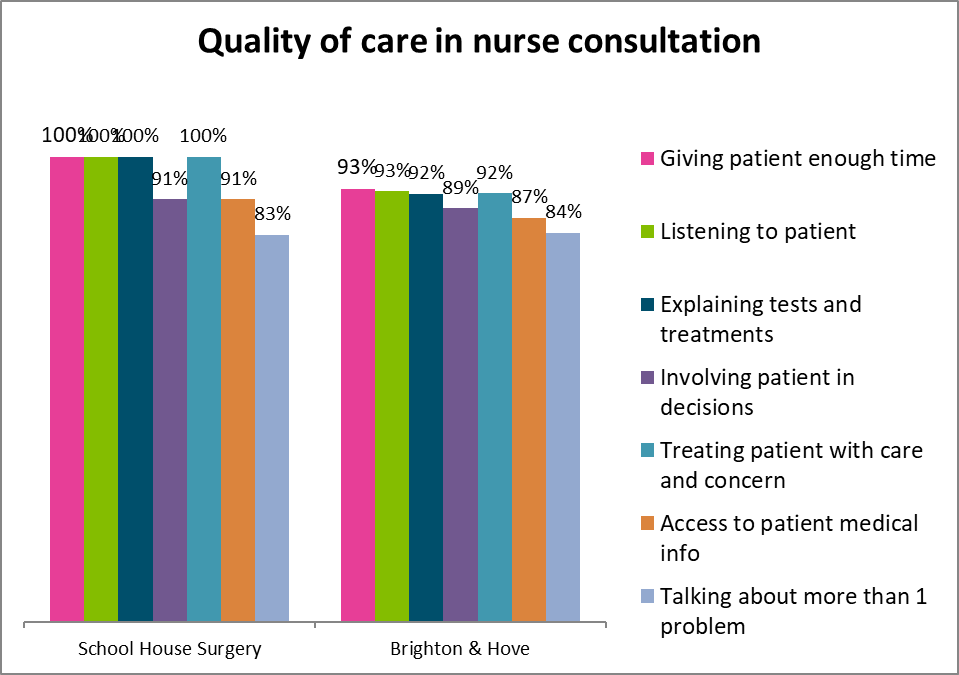 Quality of care in nurse consultation
100% 100% 100% 91% 100% 91% 83%
93% 93% 92% 89% 92% 87% 84%
School House Surgery
Brighton & Hove
Giving patient enough time
Listening to patient
Explaining tests and
treatments
Involving patient in
decisions
Treating patient with care
and concern
Access to patient medical
info
Talking about more than 1
problem